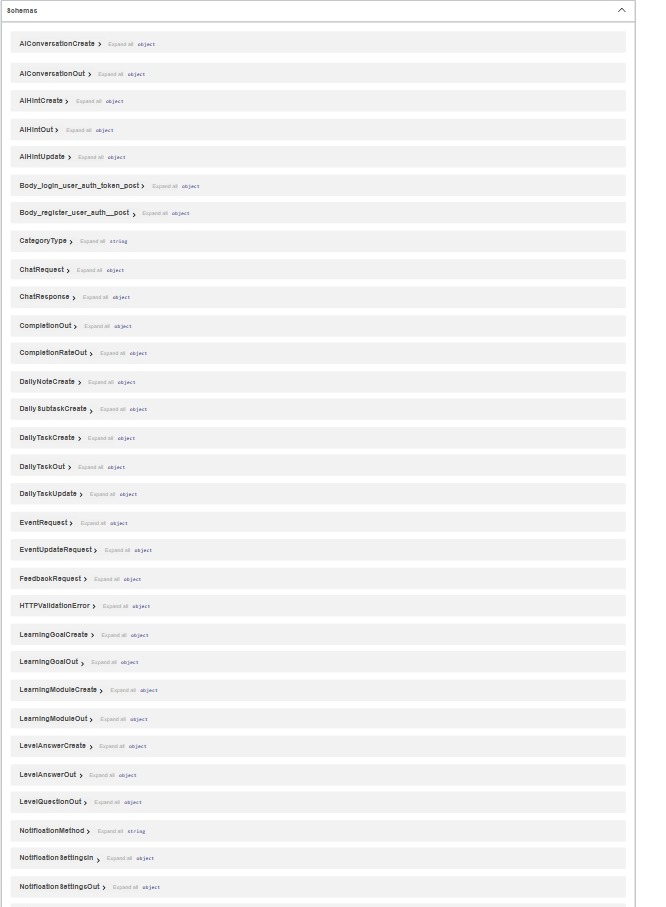 Schemas
AIConversationCreate Expand all object
AIConversationOut Expand all object
AIHintCreate Expand all object
AIHintOut Expand all object
AIHintUpdate Expand all object
Body_login_user_auth_token_post Expand all object
Body_register_user_auth__post Expand all object
CategoryType Expand all string
ChatRequest Expand all object
ChatResponse Expand all object
CompletionOut Expand all object
CompletionRateOut Expand all object
DailyNoteCreate Expand all object
DailySubtaskCreate Expand all object
DailyTaskCreate Expand all object
DailyTaskOut Expand all object
DailyTaskUpdate Expand all object
EventRequest Expand all object
EventUpdateRequest Expand all object
FeedbackRequest Expand all object
HTTPValidationError Expand all object
LearningGoalCreate Expand all object
LearningGoalOut Expand all object
LearningModuleCreate Expand all object
LearningModuleOut Expand all object
LevelAnswerCreate Expand all object
LevelAnswerOut Expand all object
LevelQuestionOut Expand all object
NotificationMethod Expand all string
NotificationSettingsIn Expand all object
NotificationSettingsOut Expand all object